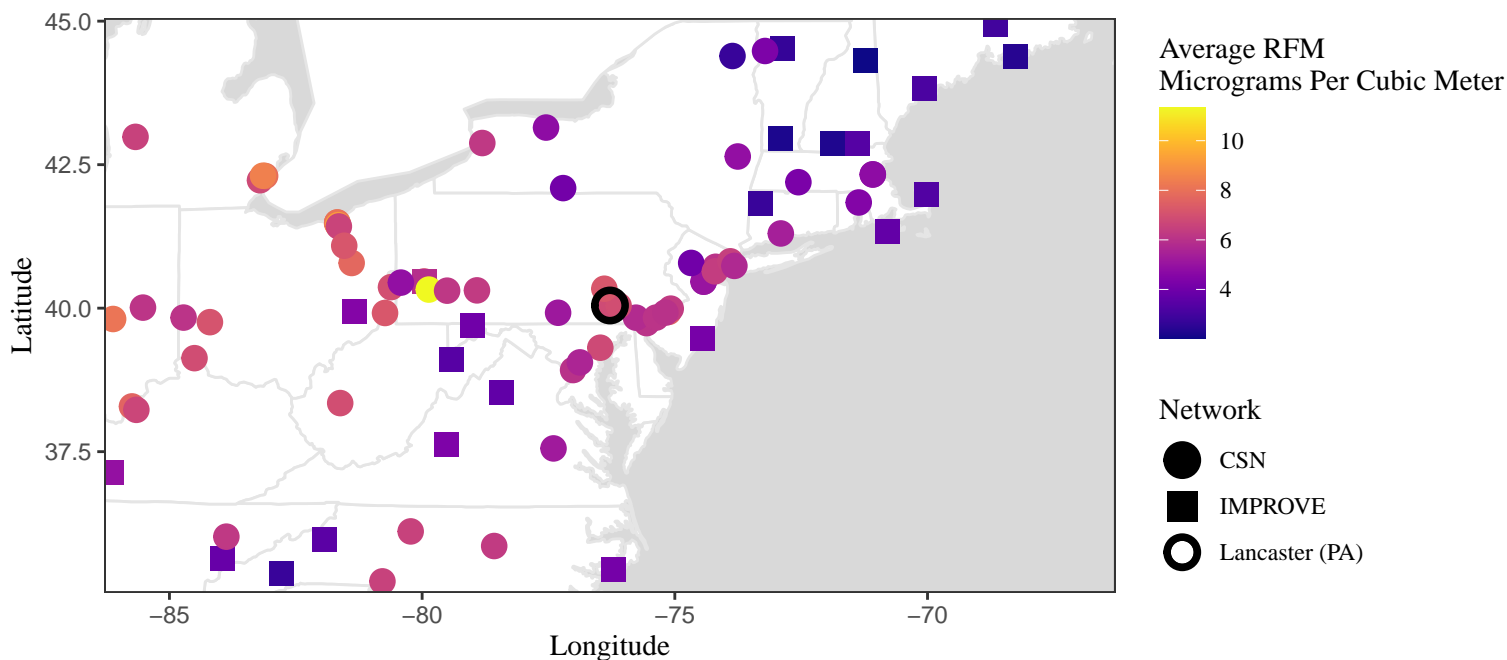 45.0
42.5
40.0
37.5
Latitude
−85
−80
−75
−70
Longitude
Average RFM
Micrograms Per Cubic Meter
10
8
6
4
Network
CSN
IMPROVE
Lancaster (PA)